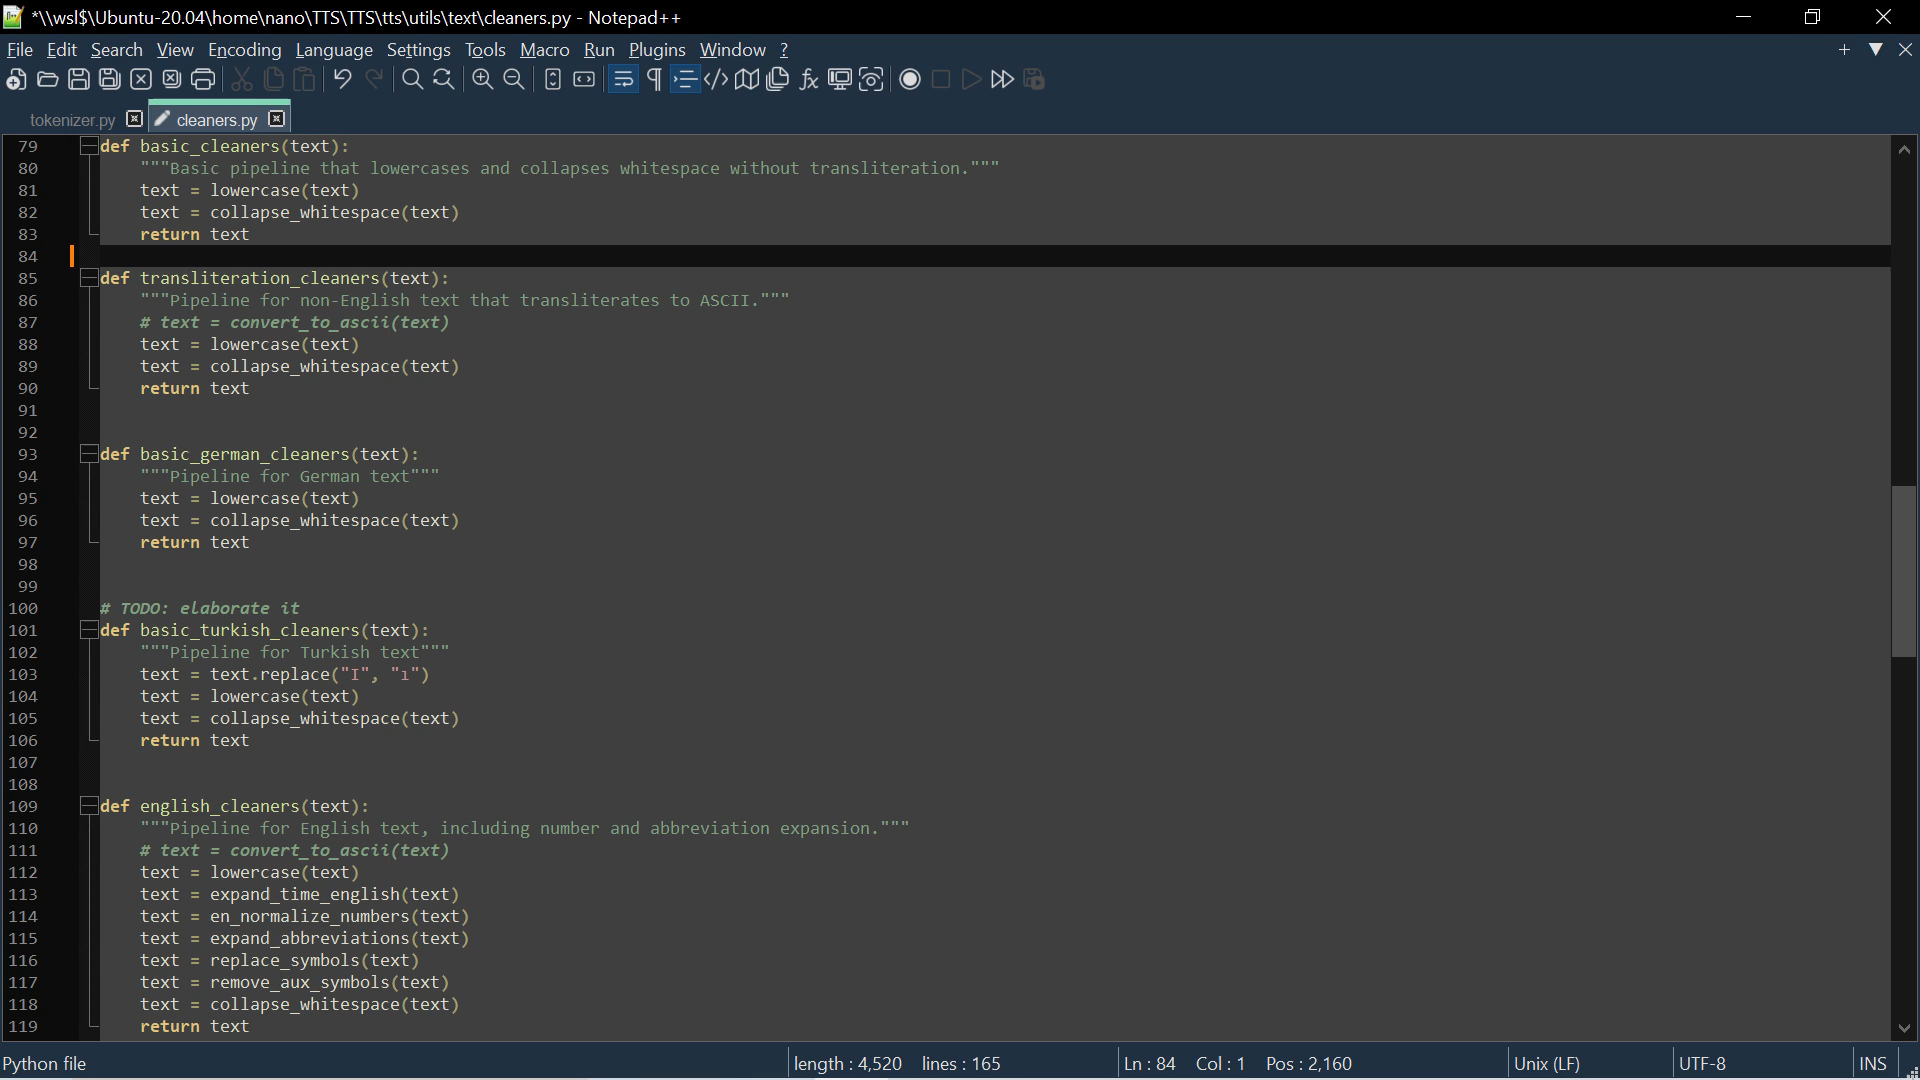 *\\wsl$\Ubuntu-20.04\home\nano\TTS\TTS\tts\utils\text\cleaners.py - Notepad++
File Edit Search View Encoding Language Settings Tools Macro Run Plugins Window ?
tokenizer.py cleaners.py
79 def basic_cleaners(text):
80 """Basic pipeline that lowercases and collapses whitespace without transliteration."""
81 text = lowercase(text)
82 text = collapse_whitespace(text)
83 return text
84
85 def transliteration_cleaners(text):
86 """Pipeline for non-English text that transliterates to ASCII."""
87 # text = convert_to_ascii(text)
88 text = lowercase(text)
89 text = collapse_whitespace(text)
90 return text
91
92
93 def basic_german_cleaners(text):
94 """Pipeline for German text"""
95 text = lowercase(text)
96 text = collapse_whitespace(text)
97 return text
98
99
100 # TODO: elaborate it
101 def basic_turkish_cleaners(text):
102 """Pipeline for Turkish text"""
103 text = text.replace("I", "ı")
104 text = lowercase(text)
105 text = collapse_whitespace(text)
106 return text
107
108
109 def english_cleaners(text):
110 """Pipeline for English text, including number and abbreviation expansion."""
111 # text = convert_to_ascii(text)
112 text = lowercase(text)
113 text = expand_time_english(text)
114 text = en_normalize_numbers(text)
115 text = expand_abbreviations(text)
116 text = replace_symbols(text)
117 text = remove_aux_symbols(text)
118 text = collapse_whitespace(text)
119 return text
Python file length : 4,520 lines : 165 Ln : 84 Col : 1 Pos : 2,160 Unix (LF) UTF-8 INS